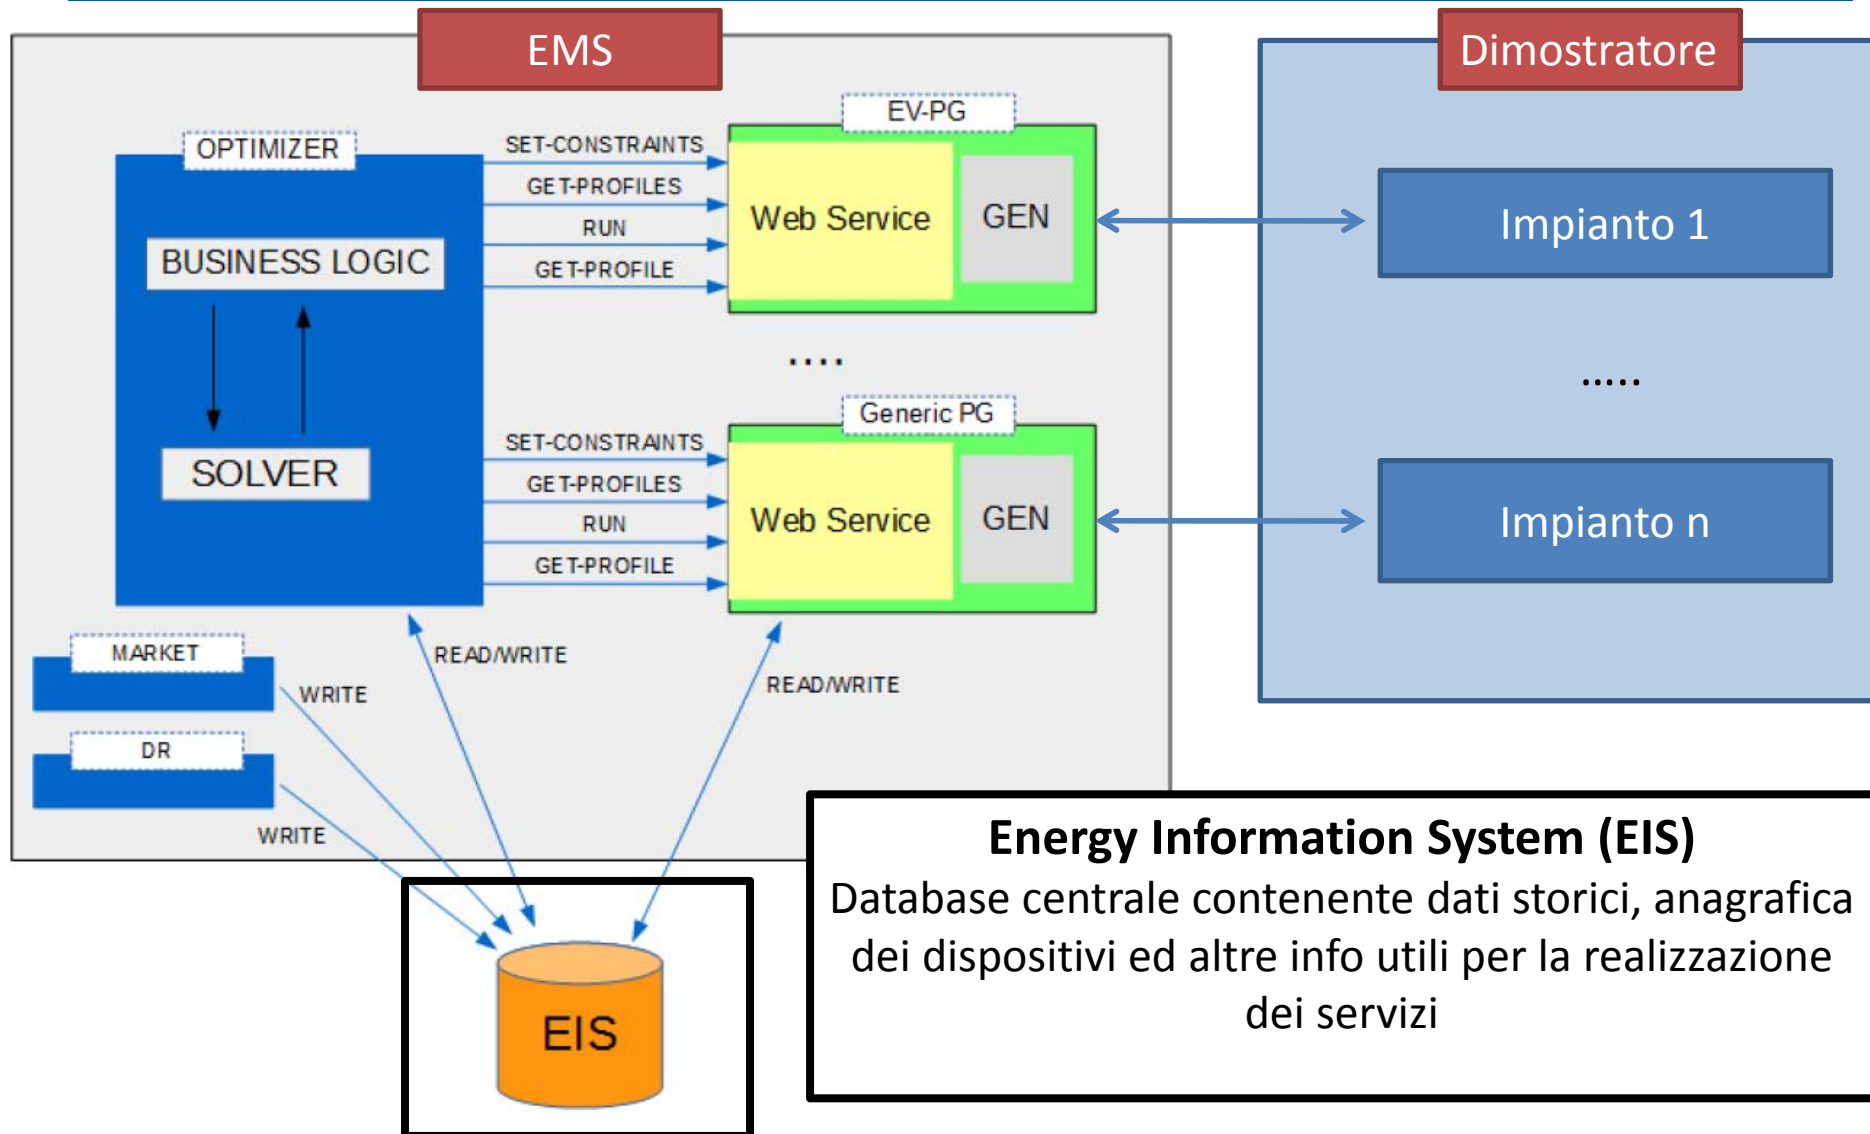 EMS
Dimostratore
EV-PG
OPTIMIZER
SET-CONSTRAINTS
GET-PROFILES
RUN
GET-PROFILE
Web Service
GEN
Impianto 1
BUSINESS LOGIC
....
.....
Generic PG
SOLVER
SET-CONSTRAINTS
GET-PROFILES
RUN
GET-PROFILE
Web Service
GEN
Impianto n
MARKET
READ/WRITE
WRITE
READ/WRITE
DR
WRITE
Energy Information System (EIS)
Database centrale contenente dati storici, anagrafica
dei dispositivi ed altre info utili per la realizzazione
dei servizi
EIS